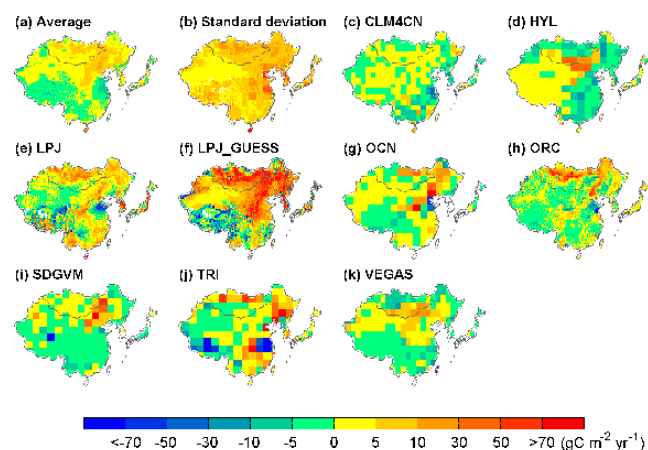 (a) Average (b) Standard deviation (c) CLM4CN (d) HYL
(e) LPJ (f) LPJ_GUESS (g) OCN (h) ORC
(i) SDGVM (j) TRI (k) VEGAS
<-70 -50 -30 -10 -5 0 5 10 30 50 >70 (gC m⁻² yr⁻¹)